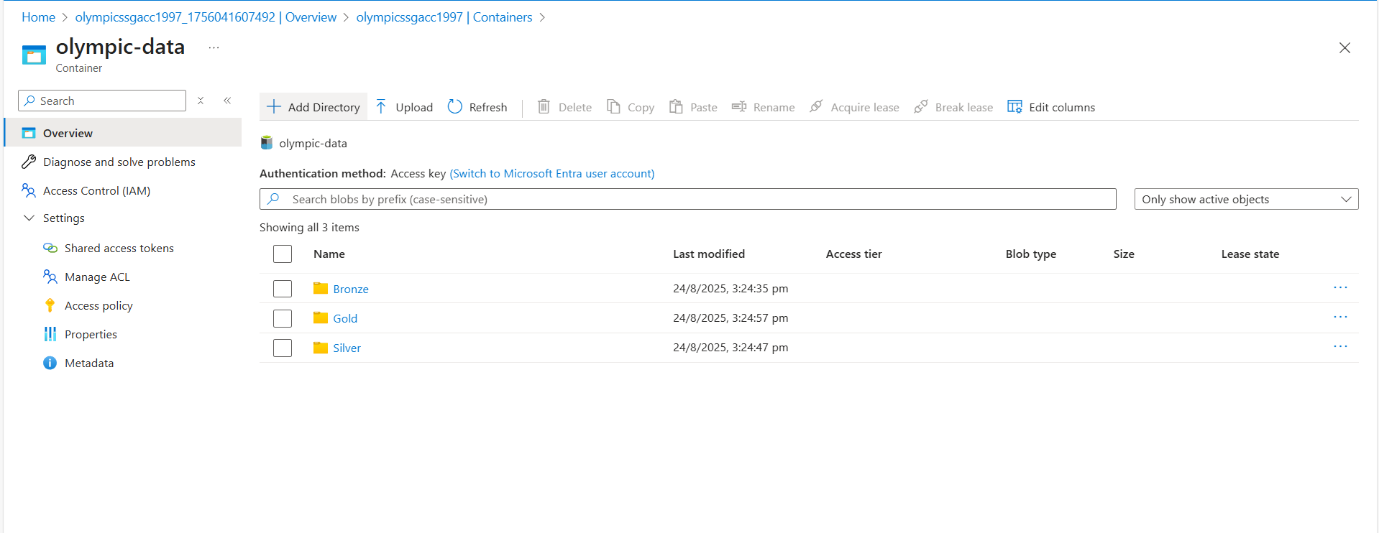 Home > olympicssgacc1997_1756041607492 | Overview > olympicssgacc1997 | Containers >
olympic-data ...
Container
Search
Overview
Diagnose and solve problems
Access Control (IAM)
Settings
Shared access tokens
Manage ACL
Access policy
Properties
Metadata
Add Directory Upload Refresh Delete Copy Paste Rename Acquire lease Break lease Edit columns
olympic-data
Authentication method: Access key (Switch to Microsoft Entra user account)
Search blobs by prefix (case-sensitive) Only show active objects
Showing all 3 items
Name Last modified Access tier Blob type Size Lease state
Bronze 24/8/2025, 3:24:35 pm ...
Gold 24/8/2025, 3:24:57 pm ...
Silver 24/8/2025, 3:24:47 pm ...